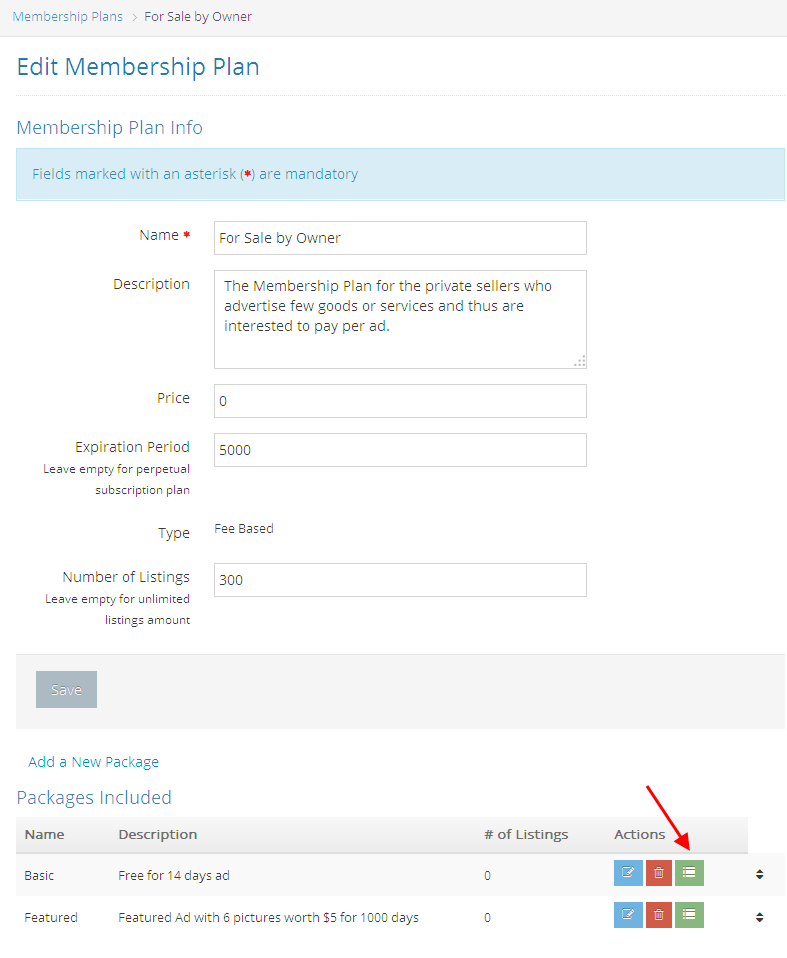 Membership Plans > For Sale by Owner
Edit Membership Plan
Membership Plan Info
Fields marked with an asterisk (*) are mandatory
Name * For Sale by Owner
Description
The Membership Plan for the private sellers who
advertise few goods or services and thus are
interested to pay per ad.
Price 0
Expiration Period 5000
Leave empty for perpetual
subscription plan
Type Fee Based
Number of Listings 300
Leave empty for unlimited
listings amount
Save
Add a New Package
Packages Included
Name Description # of Listings Actions
Basic Free for 14 days ad 0
Featured Featured Ad with 6 pictures worth $5 for 1000 days 0